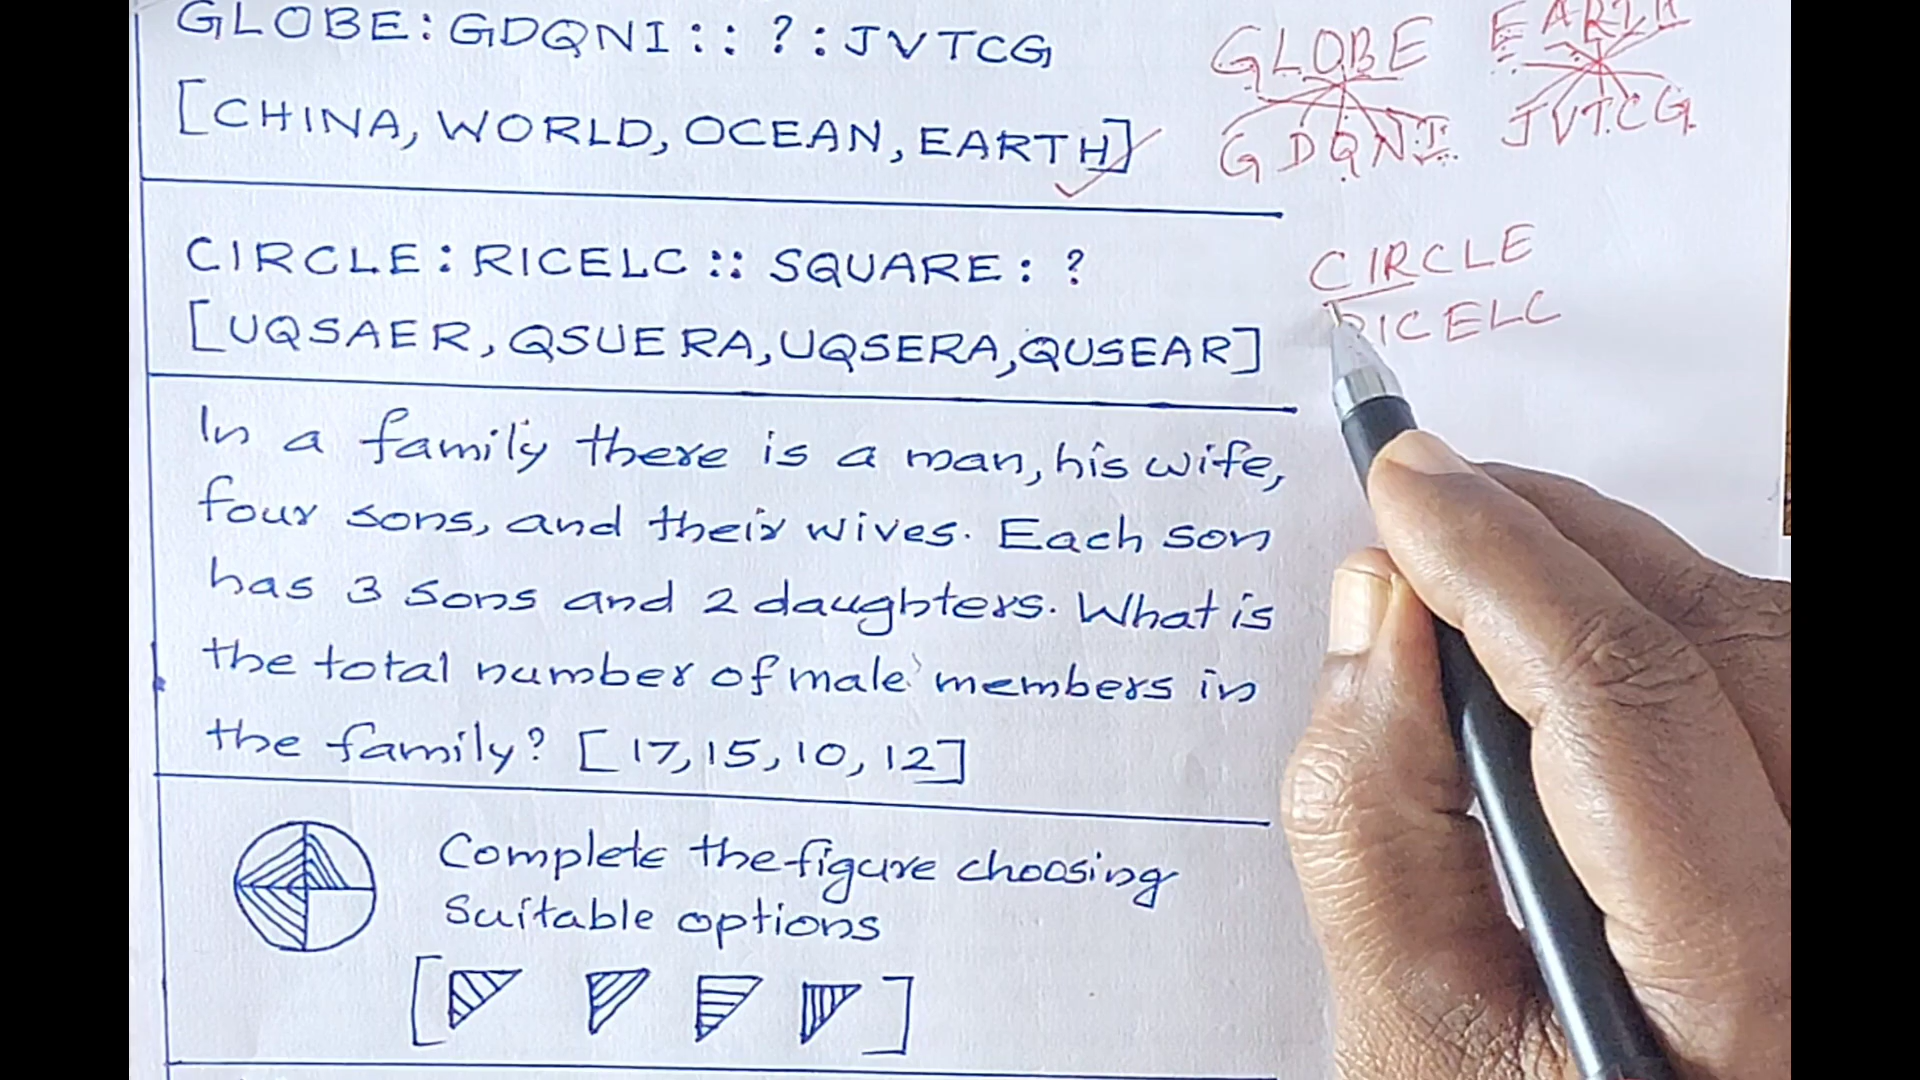 GLOBE:GDQNI::?:JVTCG
[CHINA, WORLD, OCEAN, EARTH]
GLOBE
GDQNI
EARTH
JVTCG
CIRCLE:RICELC::SQUARE:?
[UQSAER, QSUERA, UQSERA, QUSEAR]
CIRCLE
RICELC
In a family there is a man, his wife,
four sons, and their wives. Each son
has 3 sons and 2 daughters. What is
the total number of male members in
the family? [17, 15, 10, 12]
Complete the figure choosing
suitable options